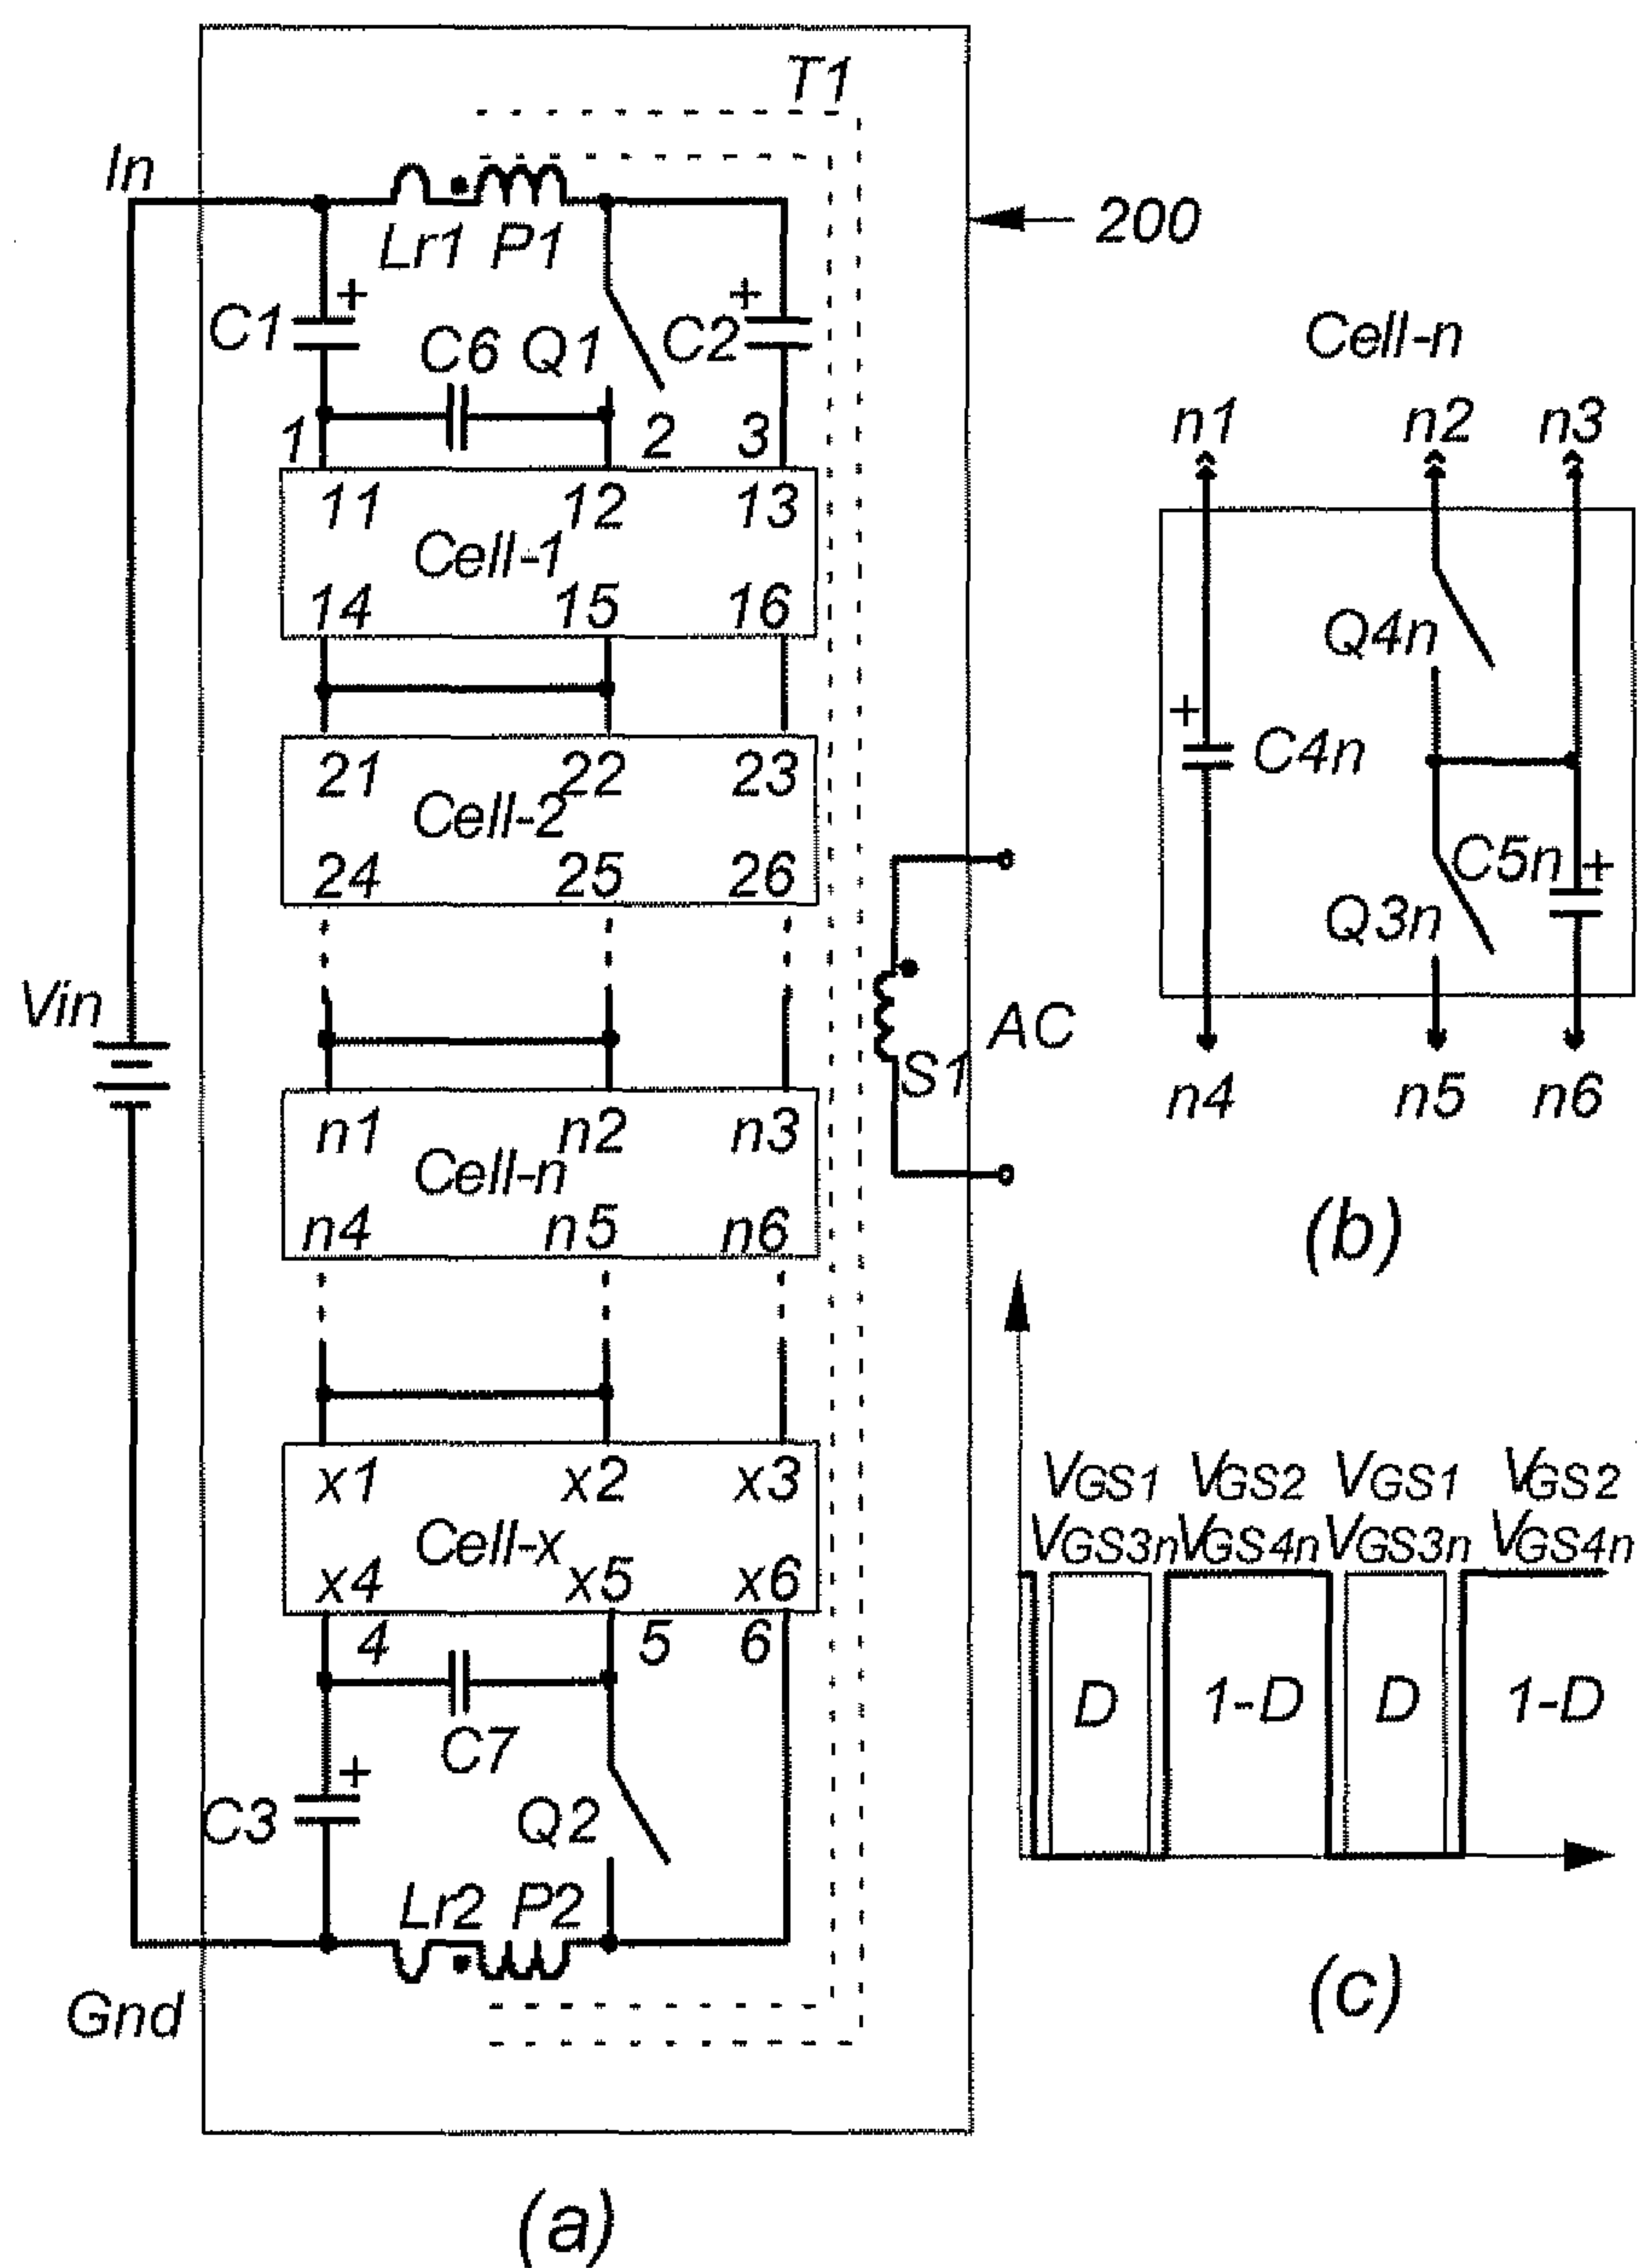 T1
In
Lr1 P1
200
C1 +
C6 Q1 C2 +
1 2 3
11 12 13
Cell-1
14 15 16
21 22 23
Cell-2
24 25 26
Vin
n1 n2 n3
Cell-n
n4 n5 n6
x1 x2 x3
Cell-x
x4 x5 x6
4 5 6
C7
C3 +
Q2
Lr2 P2
Gnd
S1
AC
(a)
Cell-n
n1 n2 n3
Q4n
+
C4n
C5n +
Q3n
n4 n5 n6
(b)
VGS1 VGS2 VGS1 VGS2
VGS3n VGS4n VGS3n VGS4n
D 1-D D 1-D
(c)